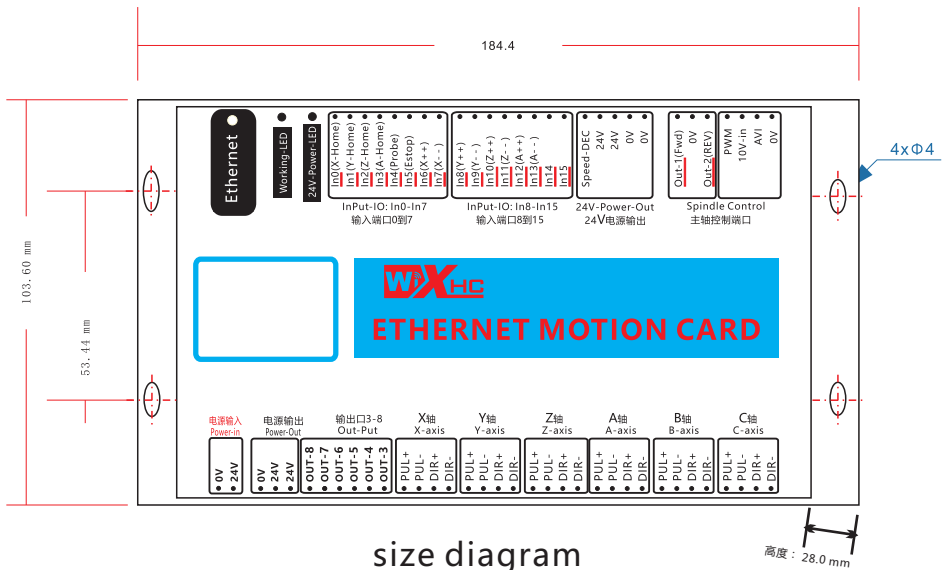 184.4
Ethernet
Working-LED
24V-Power-LED
In0(X-Home)
In1(Y-Home)
In2(Z-Home)
In3(A-Home)
In4(Probe)
In5(Estop)
In6(X++)
In7(X--)
In8(Y++)
In9(Y--)
In10(Z++)
In11(Z--)
In12(A++)
In13(A--)
In14
In15
Speed-DEC
24V
24V
0V
0V
Out-1(Fwd)
0V
Out-2(REV)
PWM
10V-in
AVI
0V
4xΦ4
InPut-IO: In0-In7
输入端口0到7
InPut-IO: In8-In15
输入端口8到15
24V-Power-Out
24V电源输出
Spindle Control
主轴控制端口
103.60 mm
53.44 mm
WiXHC
ETHERNET MOTION CARD
电源输入
Power-in
电源输出
Power-Out
输出口3-8
Out-Put
X轴
X-axis
Y轴
Y-axis
Z轴
Z-axis
A轴
A-axis
B轴
B-axis
C轴
C-axis
0V
24V
0V
24V
24V
OUT-8
OUT-7
OUT-6
OUT-5
OUT-4
OUT-3
PUL+
PUL-
DIR+
DIR-
PUL+
PUL-
DIR+
DIR-
PUL+
PUL-
DIR+
DIR-
PUL+
PUL-
DIR+
DIR-
PUL+
PUL-
DIR+
DIR-
PUL+
PUL-
DIR+
DIR-
高度：28.0 mm
size diagram